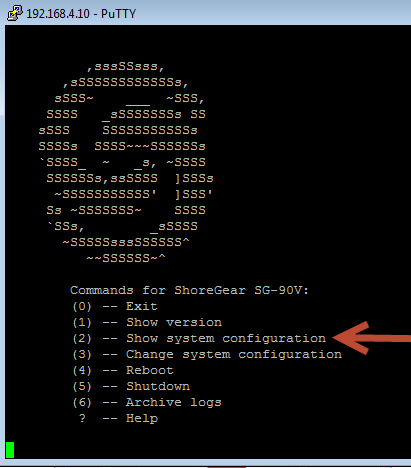 192.168.4.10 - PuTTY
,sssSSsss,
,sSSSSSSSSSSSSs,
sSSS~ ___ ~SSS,
SSSS _sSSSSSSSs SS
sSSS SSSSSSSSSSSs
SSSSs SSSS~~~SSSSSSs
`SSSS_ ~ _s, ~SSSS
SSSSSSs,ssSSSS ]SSSs
~SSSSSSSSSSS' ]SSS'
Ss ~SSSSSSS~ SSSS
`SSs, _sSSSS
~SSSSSssSSSSSSS^
~~SSSSSS~^
Commands for ShoreGear SG-90V:
(0) -- Exit
(1) -- Show version
(2) -- Show system configuration
(3) -- Change system configuration
(4) -- Reboot
(5) -- Shutdown
(6) -- Archive logs
? -- Help